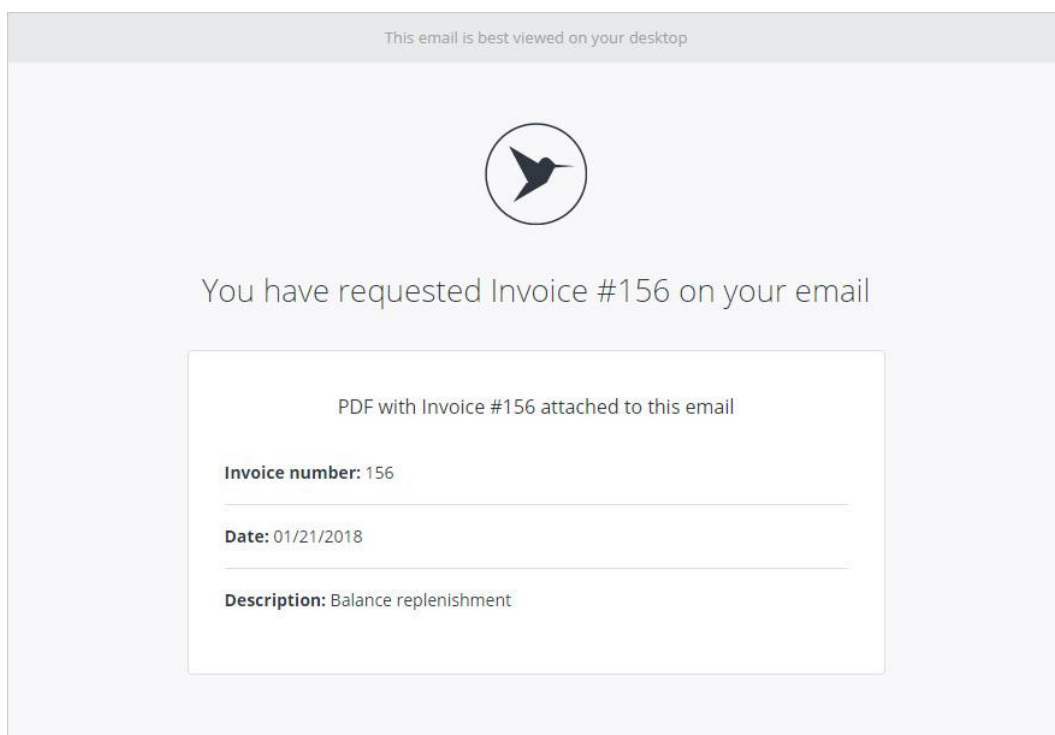 This email is best viewed on your desktop
You have requested Invoice #156 on your email
PDF with Invoice #156 attached to this email
Invoice number: 156
Date: 01/21/2018
Description: Balance replenishment